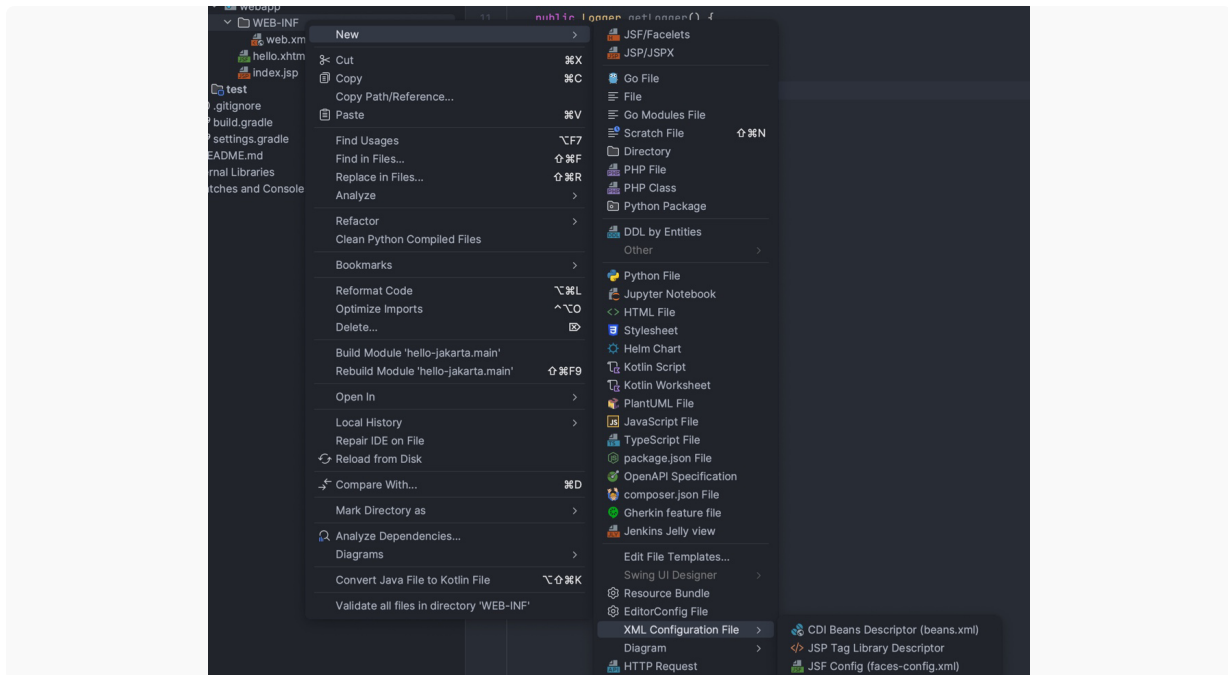 webapp
WEB-INF
web.xm
hello.xhtm
index.jsp
test
.gitignore
build.gradle
settings.gradle
EADME.md
rnal Libraries
tches and Console
11 public Logger getLogger() {
New
Cut ⌘X
Copy ⌘C
Copy Path/Reference...
Paste ⌘V
Find Usages ⌥F7
Find in Files... ⇧⌘F
Replace in Files... ⇧⌘R
Analyze
Refactor
Clean Python Compiled Files
Bookmarks
Reformat Code ⌥⌘L
Optimize Imports ^⌥O
Delete... ⌦
Build Module 'hello-jakarta.main'
Rebuild Module 'hello-jakarta.main' ⇧⌘F9
Open In
Local History
Repair IDE on File
Reload from Disk
Compare With... ⌘D
Mark Directory as
Analyze Dependencies...
Diagrams
Convert Java File to Kotlin File ⌥⇧⌘K
Validate all files in directory 'WEB-INF'
JSF/Facelets
JSP/JSPX
Go File
File
Go Modules File
Scratch File ⇧⌘N
Directory
PHP File
PHP Class
Python Package
DDL by Entities
Other
Python File
Jupyter Notebook
HTML File
Stylesheet
Helm Chart
Kotlin Script
Kotlin Worksheet
PlantUML File
JavaScript File
TypeScript File
package.json File
OpenAPI Specification
composer.json File
Gherkin feature file
Jenkins Jelly view
Edit File Templates...
Swing UI Designer
Resource Bundle
EditorConfig File
XML Configuration File
Diagram
HTTP Request
CDI Beans Descriptor (beans.xml)
JSP Tag Library Descriptor
JSF Config (faces-config.xml)